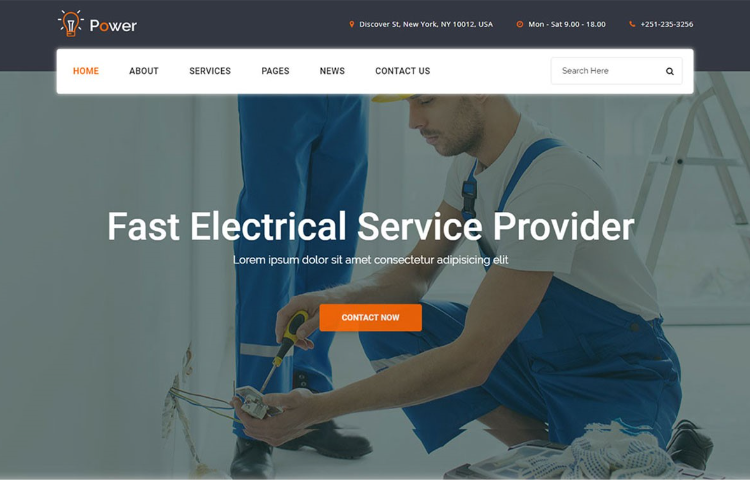 Power
Discover St, New York, NY 10012, USA
Mon - Sat 9.00 - 18.00
+251-235-3256
HOME ABOUT SERVICES PAGES NEWS CONTACT US
Search Here
Fast Electrical Service Provider
Lorem ipsum dolor sit amet consectetur adipisicing elit
CONTACT NOW